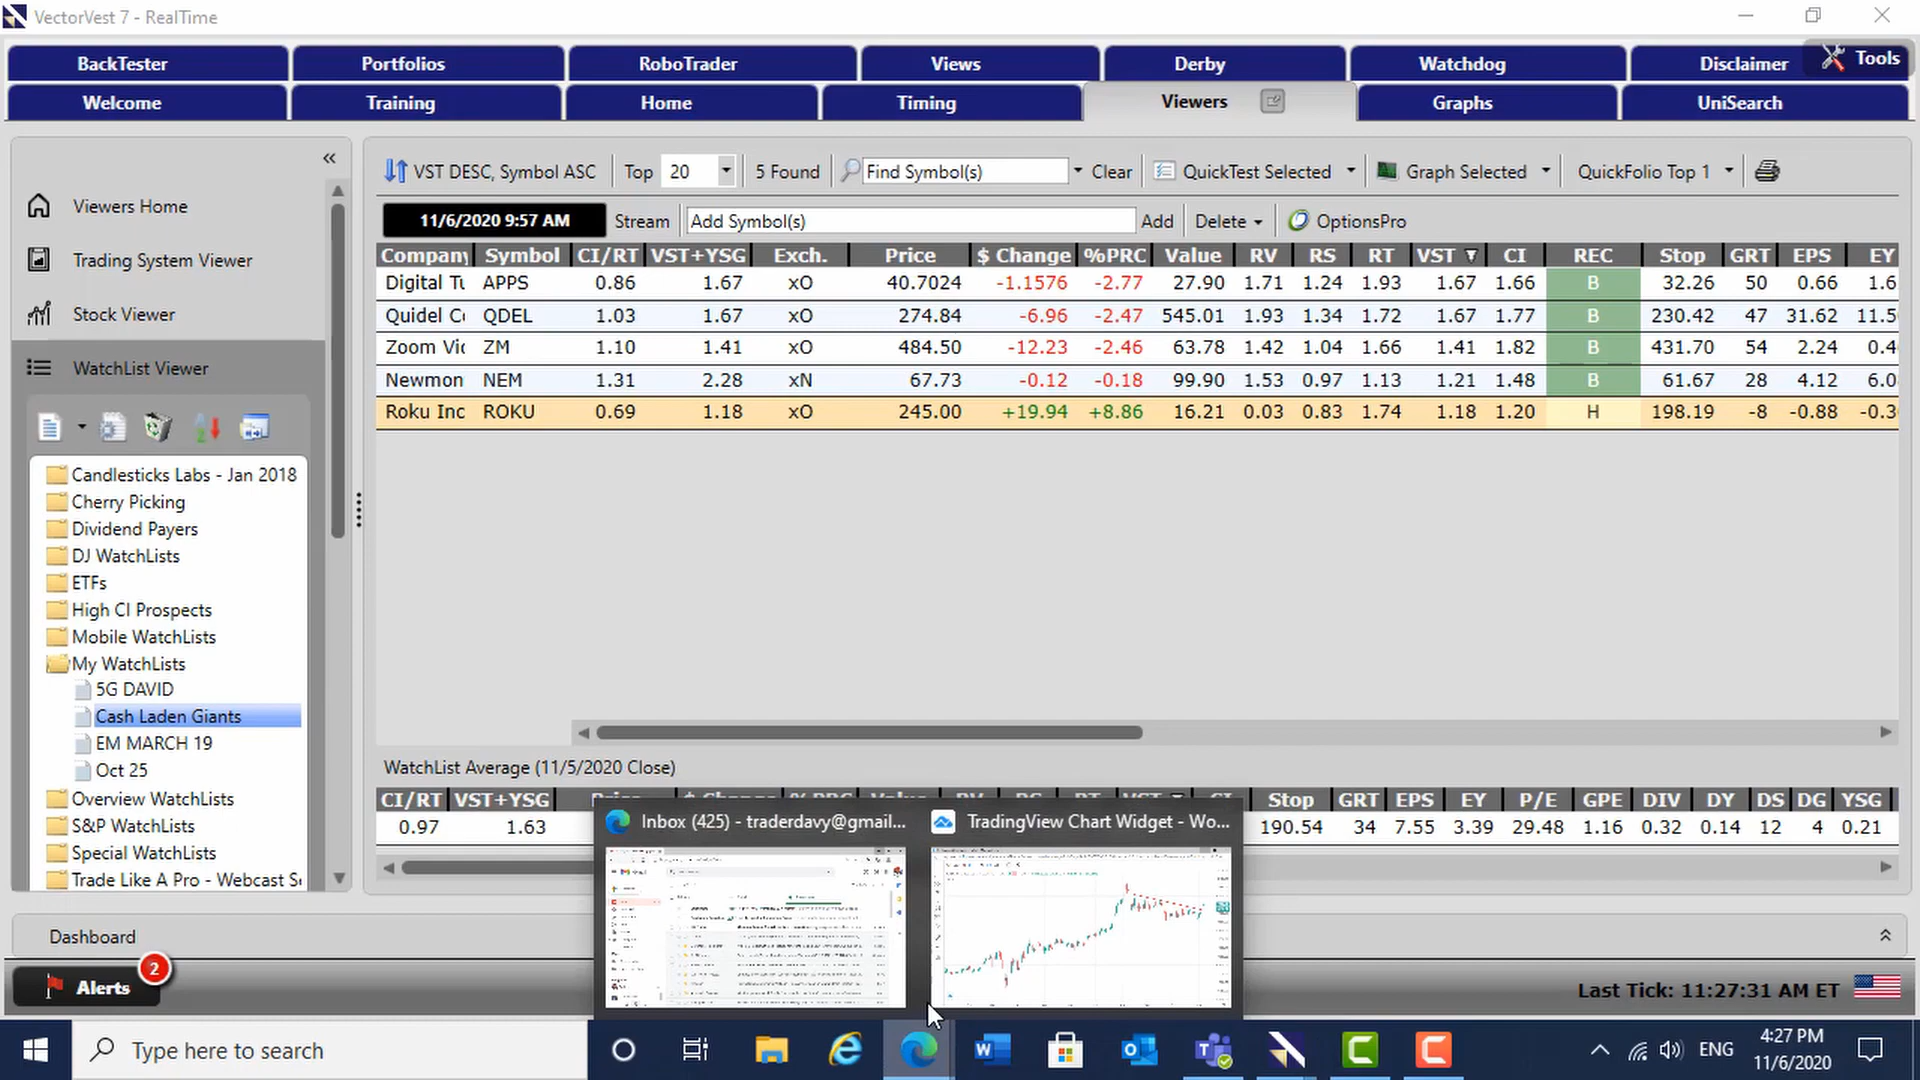 VectorVest 7 - RealTime
BackTester Portfolios RoboTrader Views Derby Watchdog Disclaimer Tools
Welcome Training Home Timing Viewers Graphs UniSearch
«
VST DESC, Symbol ASC Top 20 5 Found Find Symbol(s) Clear QuickTest Selected Graph Selected QuickFolio Top 1
Viewers Home
11/6/2020 9:57 AM Stream Add Symbol(s) Add Delete OptionsPro
Company Symbol CI/RT VST+YSG Exch. Price $ Change %PRC Value RV RS RT VST CI REC Stop GRT EPS EY
Digital Tu APPS 0.86 1.67 xO 40.7024 -1.1576 -2.77 27.90 1.71 1.24 1.93 1.67 1.66 B 32.26 50 0.66 1.6
Quidel Co QDEL 1.03 1.67 xO 274.84 -6.96 -2.47 545.01 1.93 1.34 1.72 1.67 1.77 B 230.42 47 31.62 11.5
Zoom Vic ZM 1.10 1.41 xO 484.50 -12.23 -2.46 63.78 1.42 1.04 1.66 1.41 1.82 B 431.70 54 2.24 0.4
Newmon NEM 1.31 2.28 xN 67.73 -0.12 -0.18 99.90 1.53 0.97 1.13 1.21 1.48 B 61.67 28 4.12 6.0
Roku Inc ROKU 0.69 1.18 xO 245.00 +19.94 +8.86 16.21 0.03 0.83 1.74 1.18 1.20 H 198.19 -8 -0.88 -0.3
Trading System Viewer
Stock Viewer
WatchList Viewer
Candlesticks Labs - Jan 2018
Cherry Picking
Dividend Payers
DJ WatchLists
ETFs
High CI Prospects
Mobile WatchLists
My WatchLists
5G DAVID
Cash Laden Giants
EM MARCH 19
Oct 25
Overview WatchLists
S&P WatchLists
Special WatchLists
Trade Like A Pro - Webcast S
WatchList Average (11/5/2020 Close)
CI/RT VST+YSG Stop GRT EPS EY P/E GPE DIV DY DS DG YSG
0.97 1.63 190.54 34 7.55 3.39 29.48 1.16 0.32 0.14 12 4 0.21
Inbox (425) - traderdavy@gmail... TradingView Chart Widget - Wo...
Dashboard
Alerts 2
Last Tick: 11:27:31 AM ET
Type here to search
ENG
4:27 PM
11/6/2020